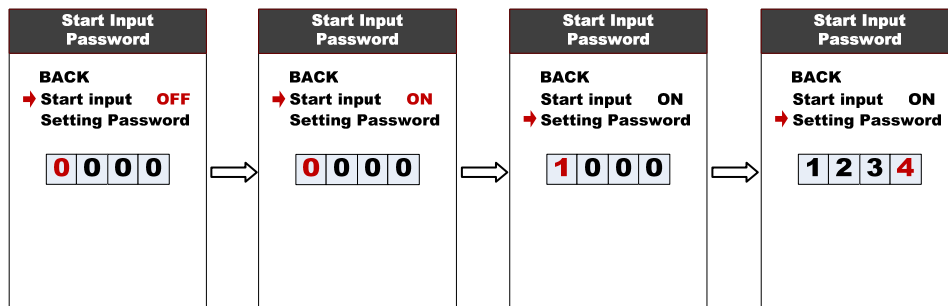 Start Input
Password
BACK
Start input OFF
Setting Password
0 0 0 0
Start Input
Password
BACK
Start input ON
Setting Password
0 0 0 0
Start Input
Password
BACK
Start input ON
Setting Password
1 0 0 0
Start Input
Password
BACK
Start input ON
Setting Password
1 2 3 4